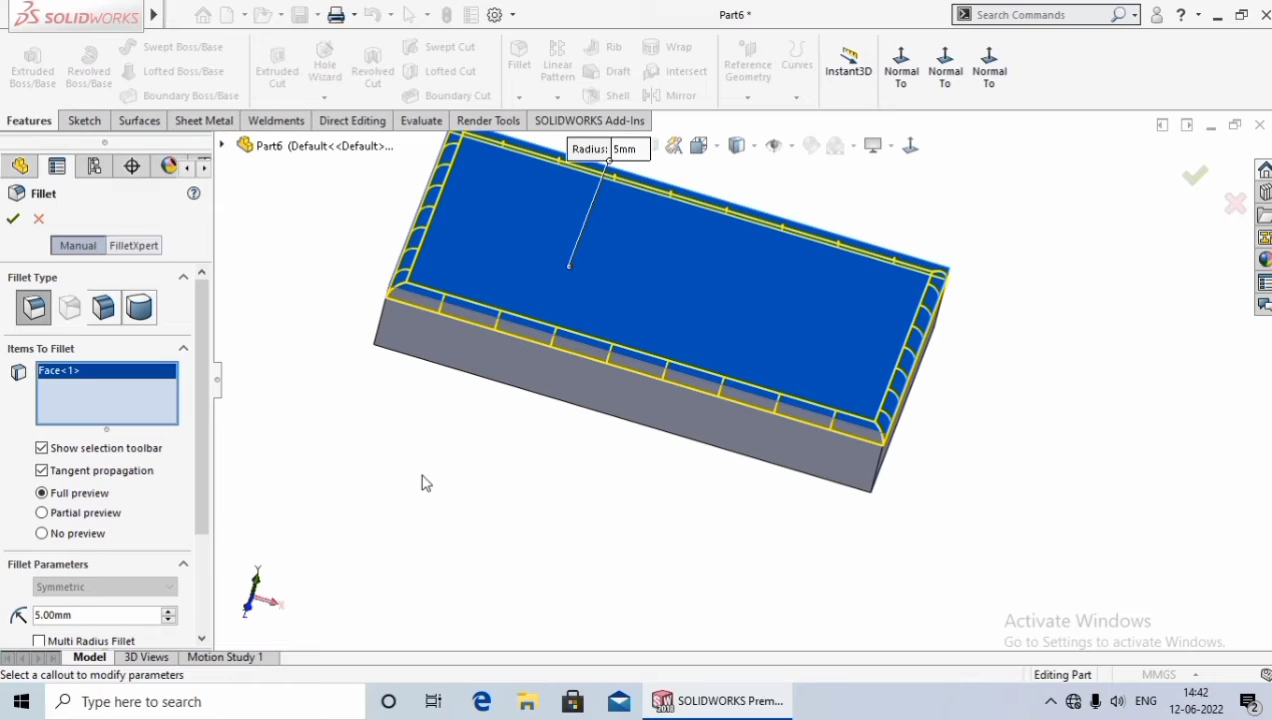 SOLIDWORKS
Part6 *
Search Commands
Extruded Boss/Base
Revolved Boss/Base
Swept Boss/Base
Lofted Boss/Base
Boundary Boss/Base
Extruded Cut
Hole Wizard
Revolved Cut
Swept Cut
Lofted Cut
Boundary Cut
Fillet
Linear Pattern
Rib
Draft
Shell
Wrap
Intersect
Mirror
Reference Geometry
Curves
Instant3D
Normal To
Normal To
Normal To
Features
Sketch
Surfaces
Sheet Metal
Weldments
Direct Editing
Evaluate
Render Tools
SOLIDWORKS Add-Ins
Part6 (Default<<Default>...
Radius: 5mm
Fillet
Manual
FilletXpert
Fillet Type
Items To Fillet
Face<1>
Show selection toolbar
Tangent propagation
Full preview
Partial preview
No preview
Fillet Parameters
Symmetric
5.00mm
Multi Radius Fillet
Y
X
Z
Activate Windows
Go to Settings to activate Windows.
Model
3D Views
Motion Study 1
Select a callout to modify parameters
Editing Part
MMGS
Type here to search
SOLIDWORKS Prem...
ENG
14:42
12-06-2022
2